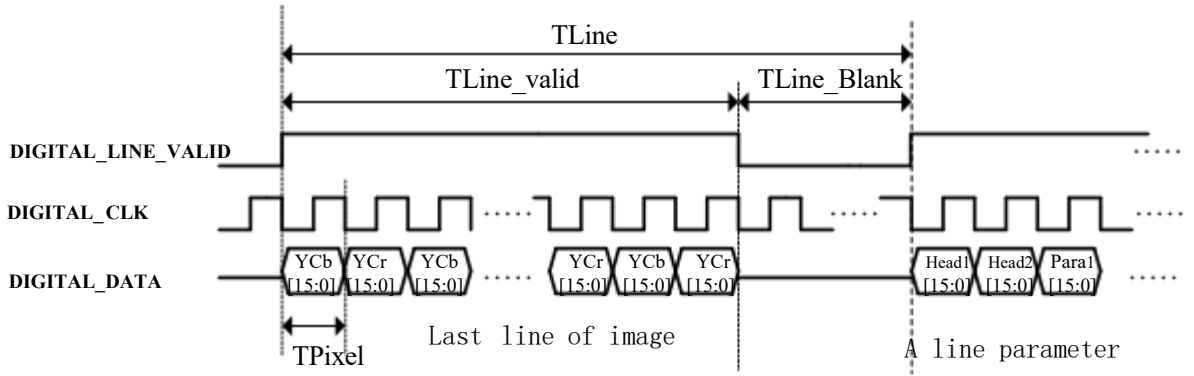 TLine
TLine_valid TLine_Blank
DIGITAL_LINE_VALID
.....
DIGITAL_CLK ..... ..... .....
DIGITAL_DATA YCb YCr YCb ..... YCr YCb YCr Head1 Head2 Para1 .....
[15:0] [15:0] [15:0] [15:0] [15:0] [15:0] [15:0] [15:0] [15:0]
TPixel
Last line of image
A line parameter